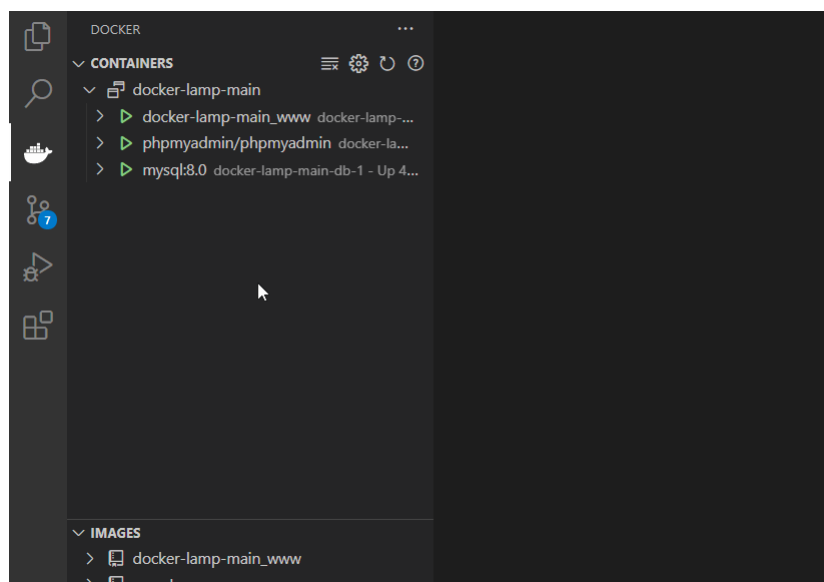 DOCKER
CONTAINERS
docker-lamp-main
docker-lamp-main_www docker-lamp-...
phpmyadmin/phpmyadmin docker-la...
mysql:8.0 docker-lamp-main-db-1 - Up 4...
7
IMAGES
docker-lamp-main_www